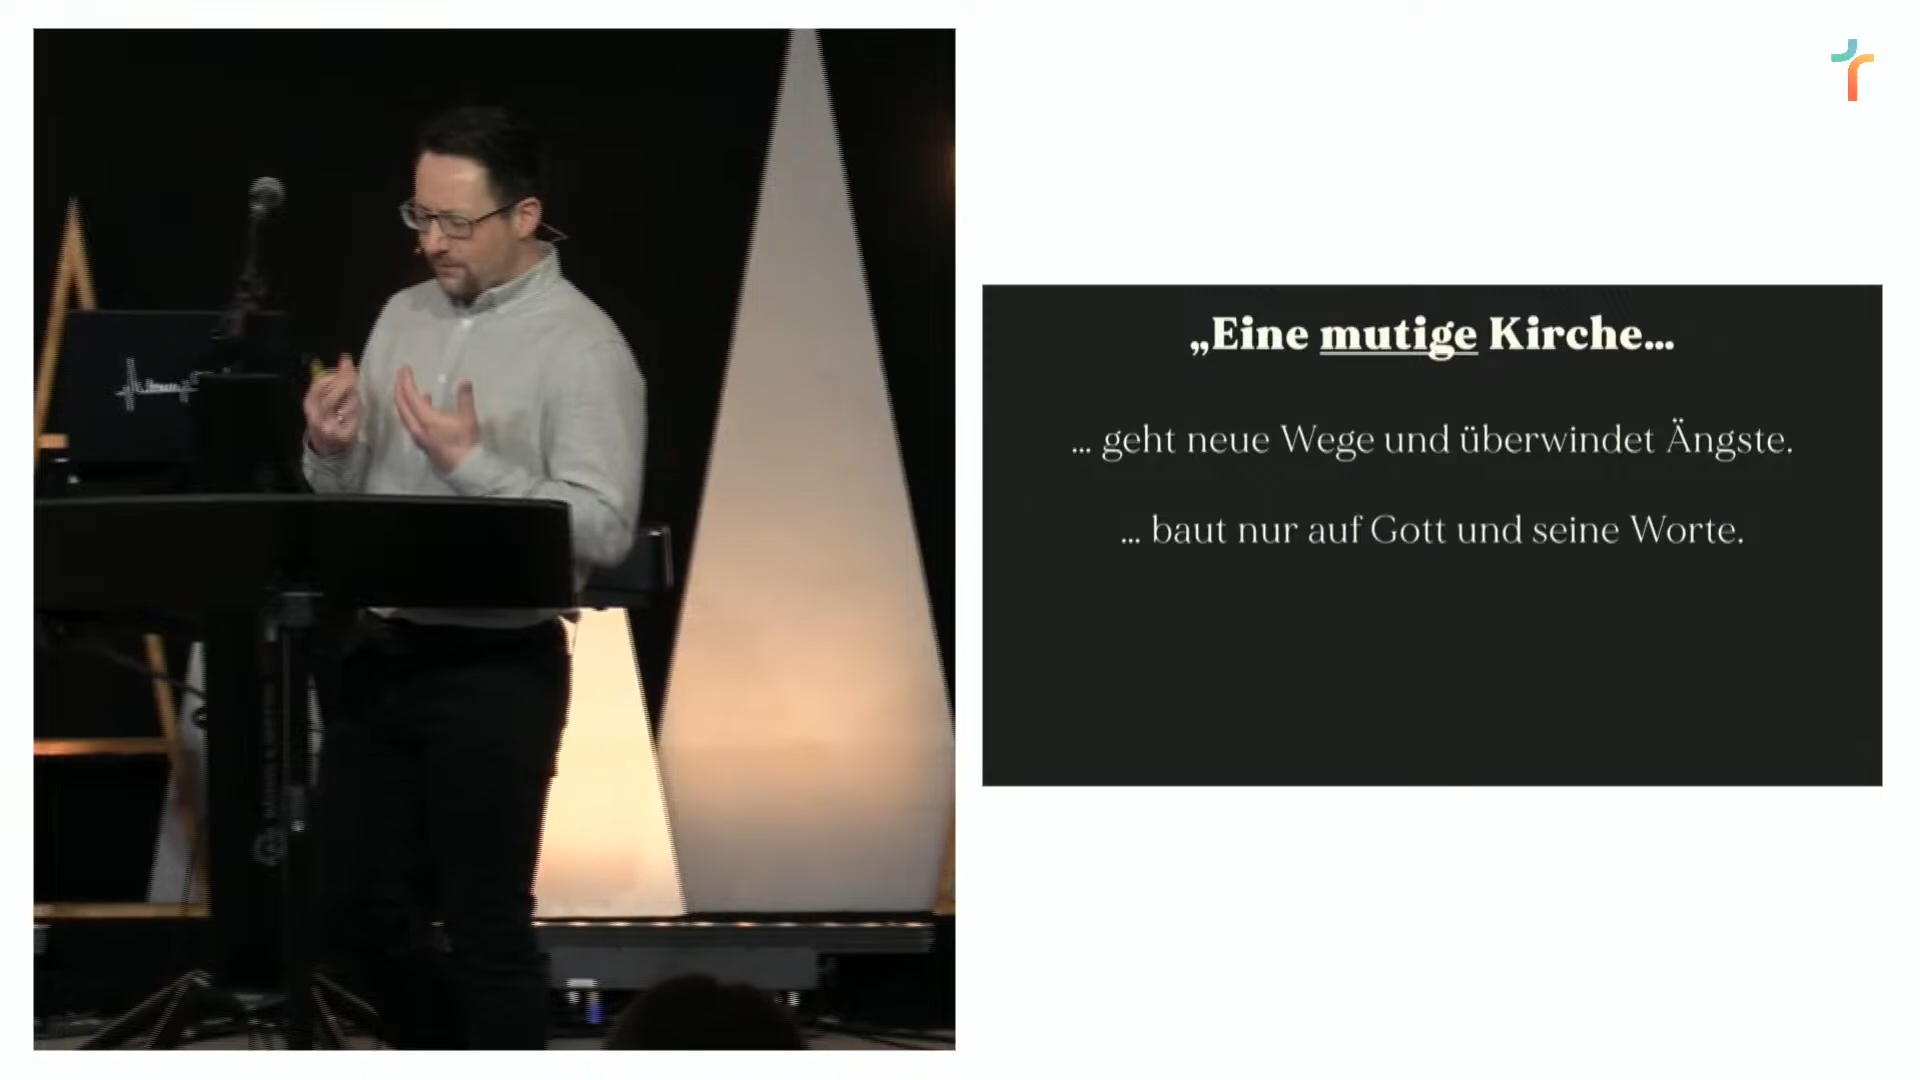 „Eine mutige Kirche...
... geht neue Wege und überwindet Ängste.
... baut nur auf Gott und seine Worte.